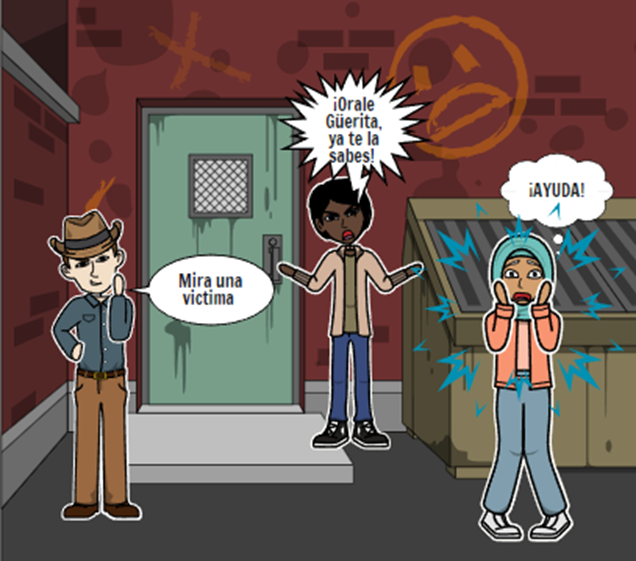 ¡Orale
Güerita,
ya te la
sabes!
¡AYUDA!
Mira una
victima